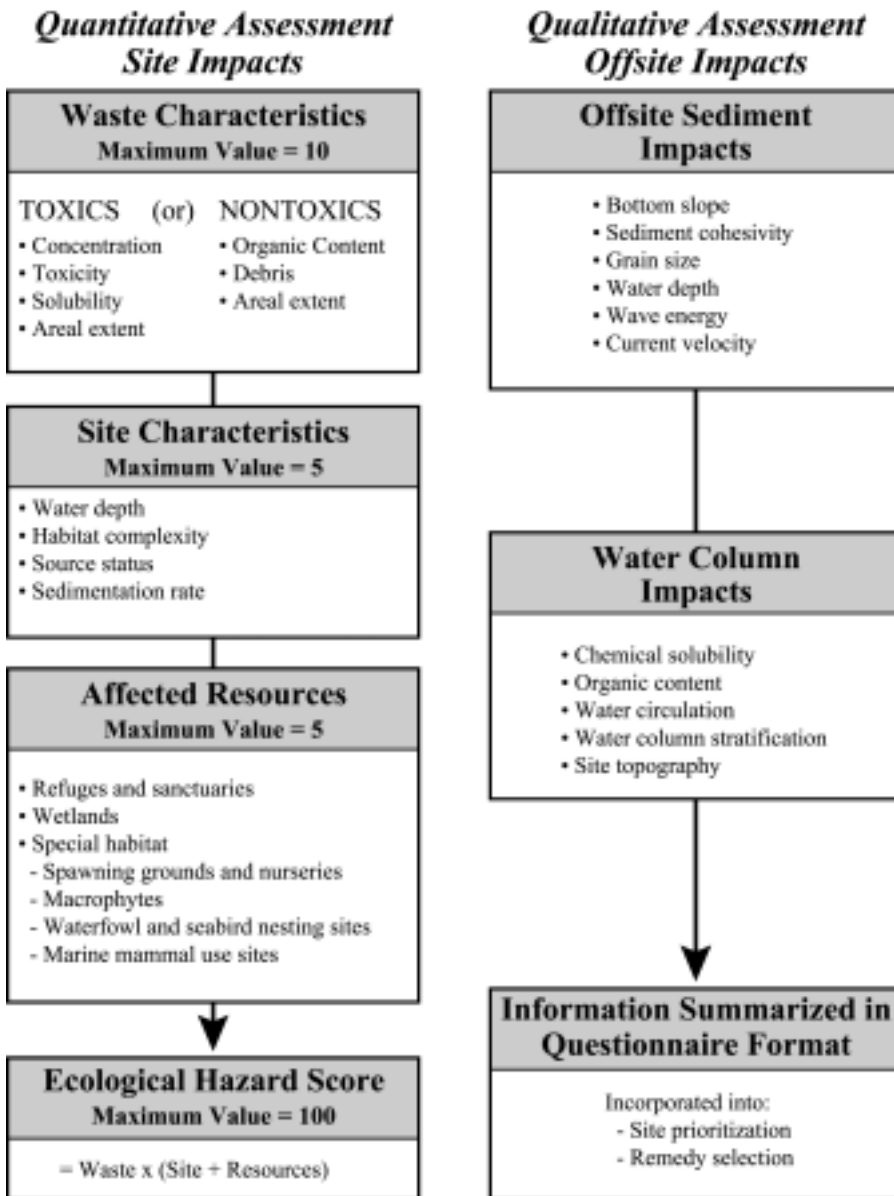 Quantitative Assessment
Site Impacts
Waste Characteristics
Maximum Value = 10
TOXICS (or) NONTOXICS
• Concentration • Organic Content
• Toxicity • Debris
• Solubility • Areal extent
• Areal extent
Site Characteristics
Maximum Value = 5
• Water depth
• Habitat complexity
• Source status
• Sedimentation rate
Affected Resources
Maximum Value = 5
• Refuges and sanctuaries
• Wetlands
• Special habitat
- Spawning grounds and nurseries
- Macrophytes
- Waterfowl and seabird nesting sites
- Marine mammal use sites
Ecological Hazard Score
Maximum Value = 100
= Waste x (Site + Resources)
Qualitative Assessment
Offsite Impacts
Offsite Sediment
Impacts
• Bottom slope
• Sediment cohesivity
• Grain size
• Water depth
• Wave energy
• Current velocity
Water Column
Impacts
• Chemical solubility
• Organic content
• Water circulation
• Water column stratification
• Site topography
Information Summarized in
Questionnaire Format
Incorporated into:
- Site prioritization
- Remedy selection